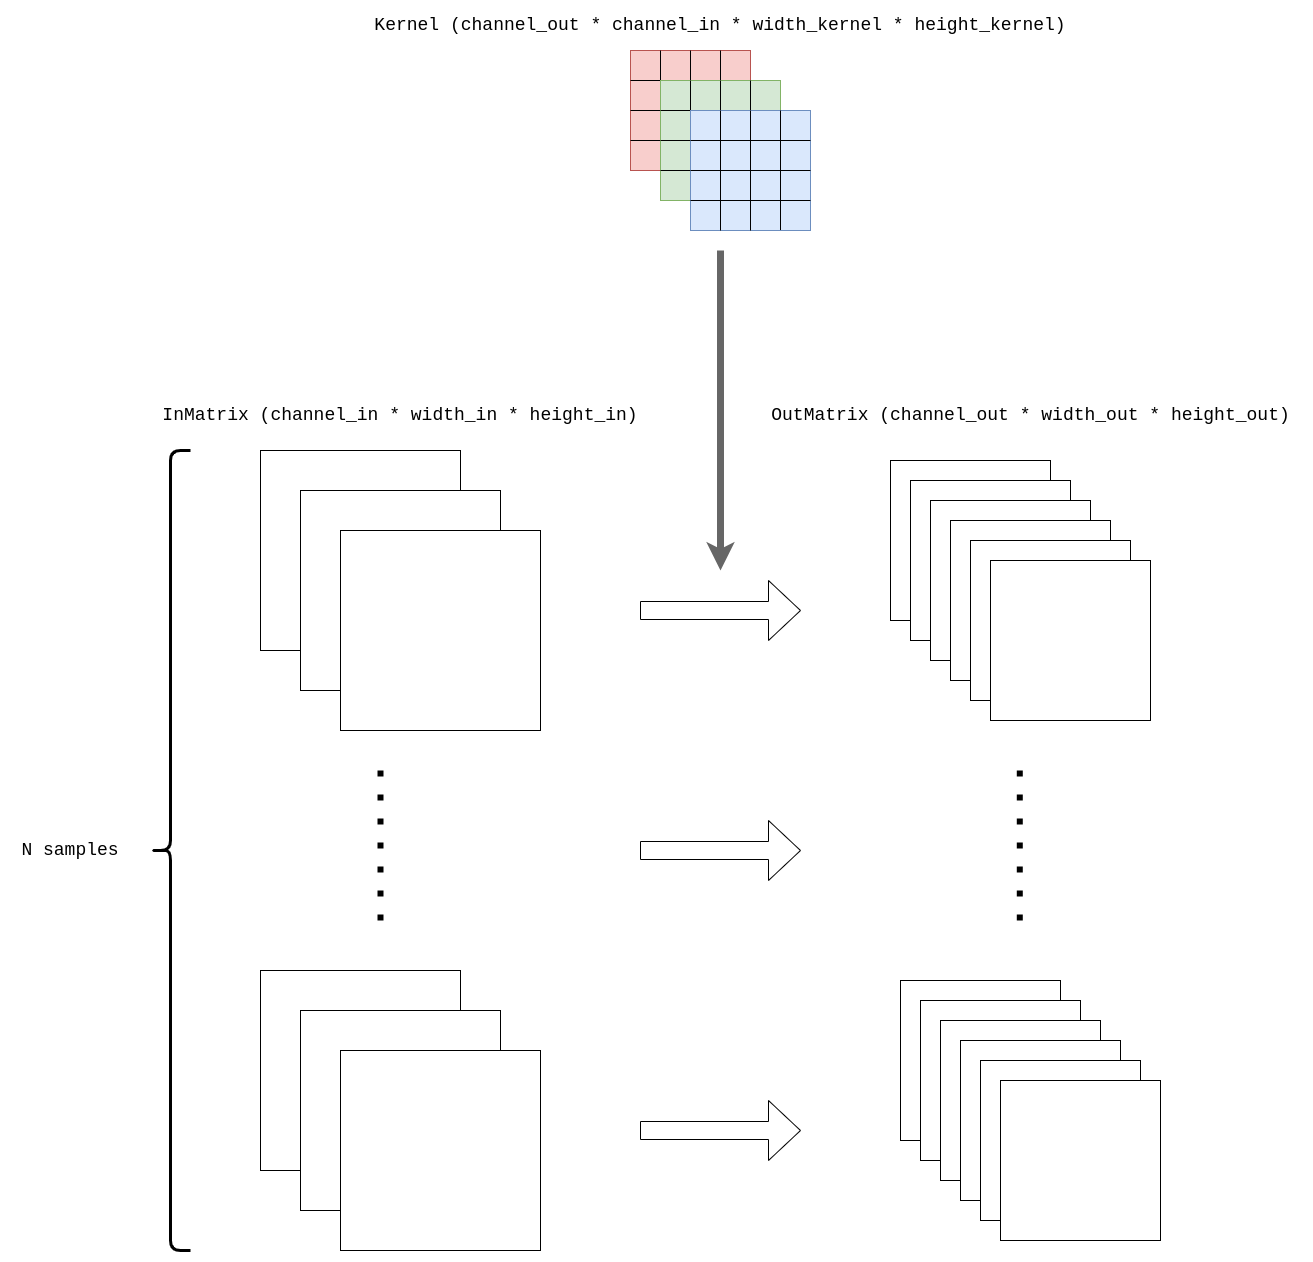 Kernel (channel_out * channel_in * width_kernel * height_kernel)
InMatrix (channel_in * width_in * height_in)
OutMatrix (channel_out * width_out * height_out)
N samples